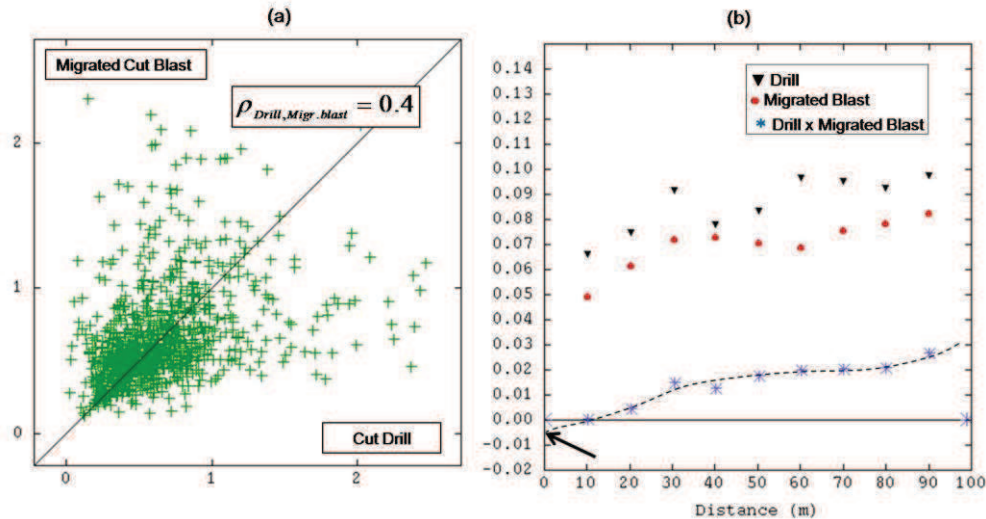 (a)
Migrated Cut Blast
ρ Drill,Migr.blast = 0.4
2
1
0
Cut Drill
0 1 2
(b)
0.14
0.13
0.12
0.11
0.10
0.09
0.08
0.07
0.06
0.05
0.04
0.03
0.02
0.01
0.00
-0.01
-0.02
Drill
Migrated Blast
Drill x Migrated Blast
0 10 20 30 40 50 60 70 80 90 100
Distance (m)